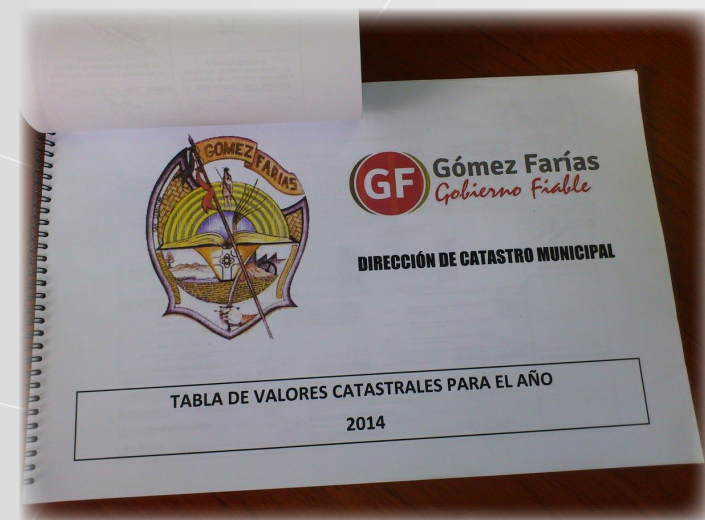 GOMEZ FARIAS
GF
Gómez Farías
Gobierno Fiable
DIRECCIÓN DE CATASTRO MUNICIPAL
TABLA DE VALORES CATASTRALES PARA EL AÑO
2014